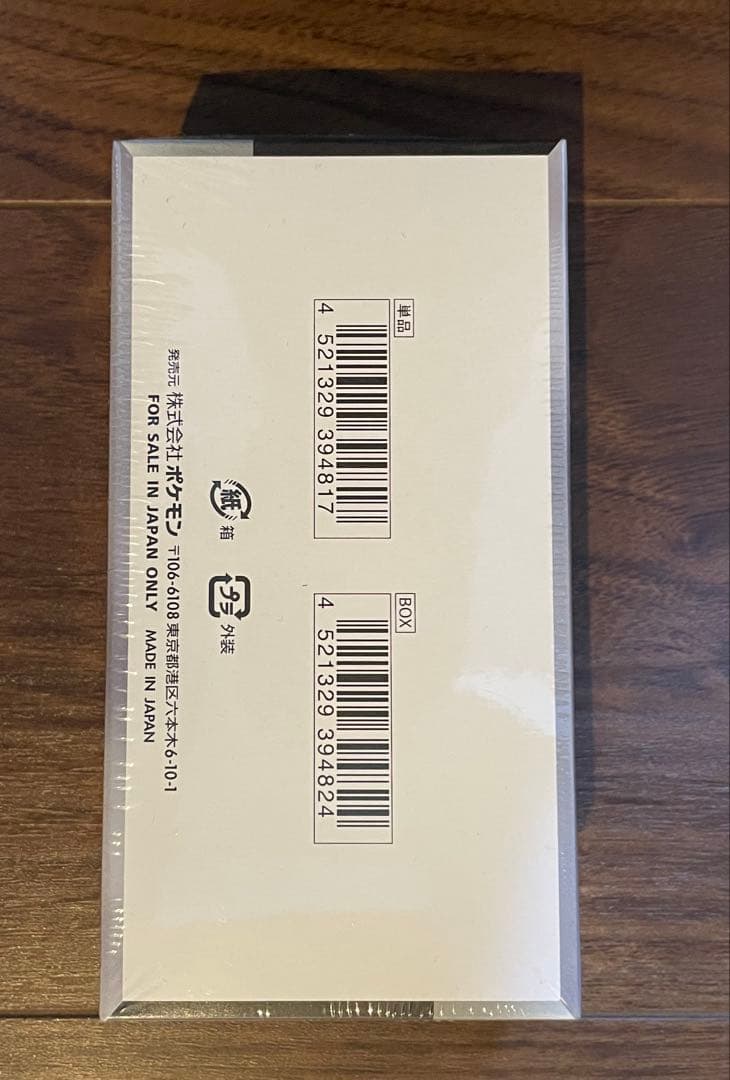 単品
4 521329 394817
BOX
4 521329 394824
紙 箱
プラ 外装
発売元 株式会社ポケモン 〒106-6108 東京都港区六本木6-10-1
FOR SALE IN JAPAN ONLY MADE IN JAPAN